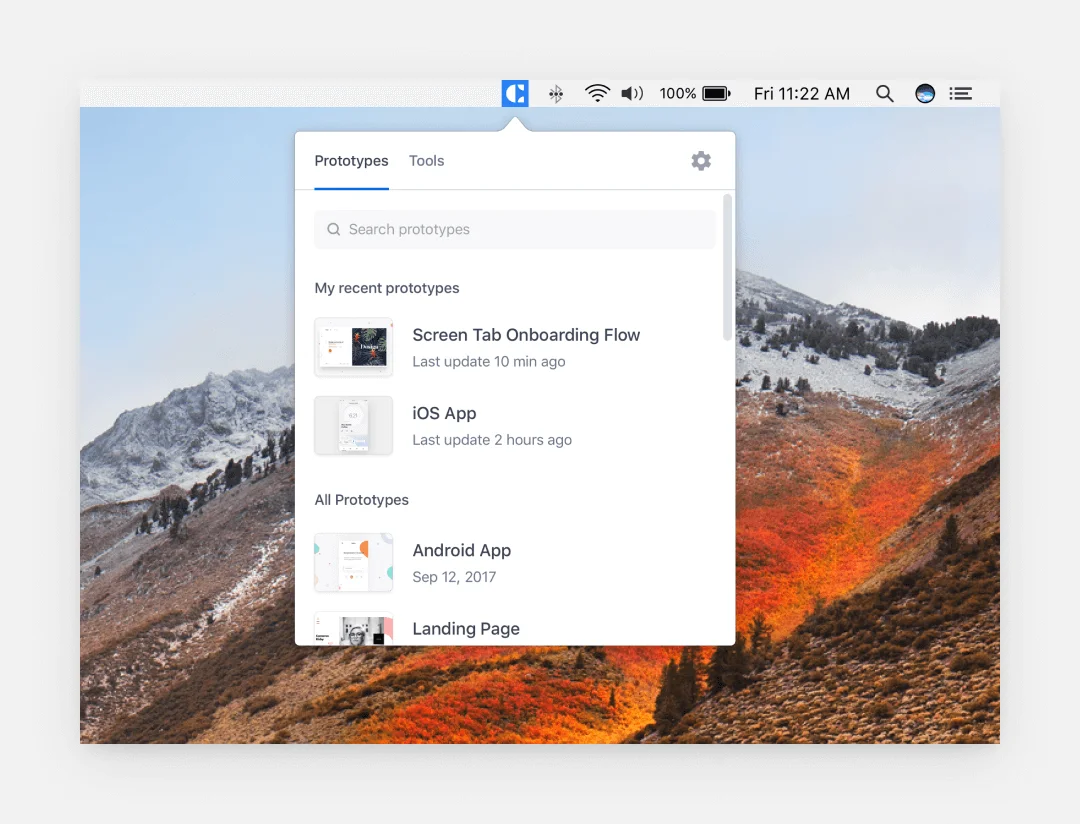 100%
Fri 11:22 AM
Prototypes
Tools
Search prototypes
My recent prototypes
Design
Screen Tab Onboarding Flow
Last update 10 min ago
iOS App
Last update 2 hours ago
All Prototypes
Android App
Sep 12, 2017
Landing Page